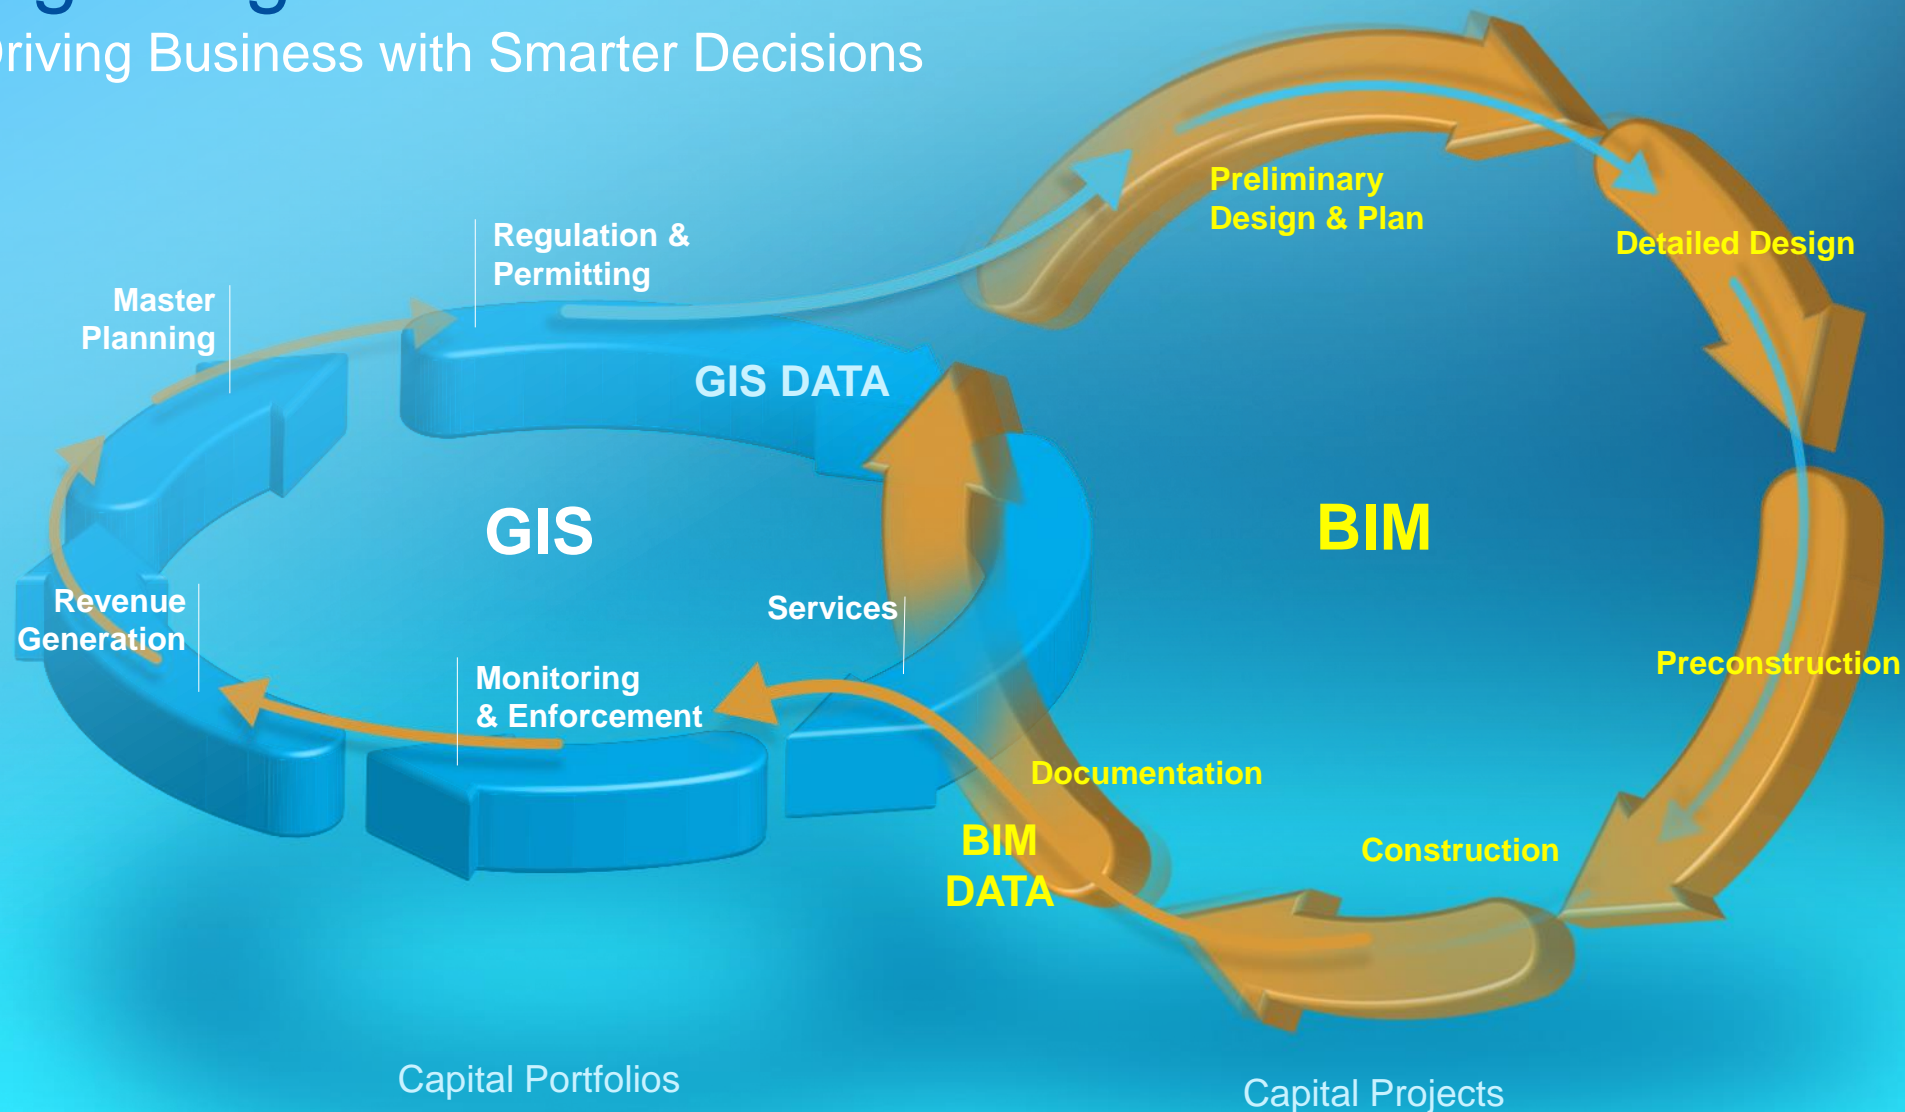 Driving Business with Smarter Decisions
Preliminary
Design & Plan
Regulation &
Permitting
Detailed Design
Master
Planning
GIS DATA
GIS
BIM
Revenue
Generation
Services
Monitoring
& Enforcement
Preconstruction
Documentation
BIM
DATA
Construction
Capital Portfolios
Capital Projects